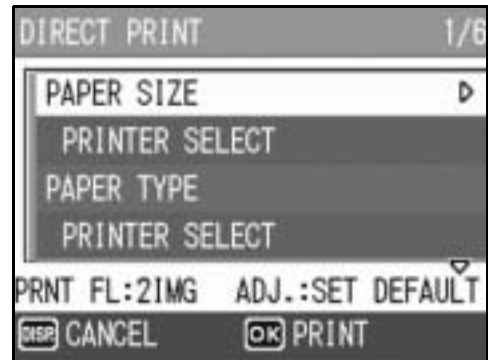 DIRECT PRINT 1/6
PAPER SIZE
PRINTER SELECT
PAPER TYPE
PRINTER SELECT
PRNT FL:2IMG ADJ.:SET DEFAULT
DISP. CANCEL OK PRINT